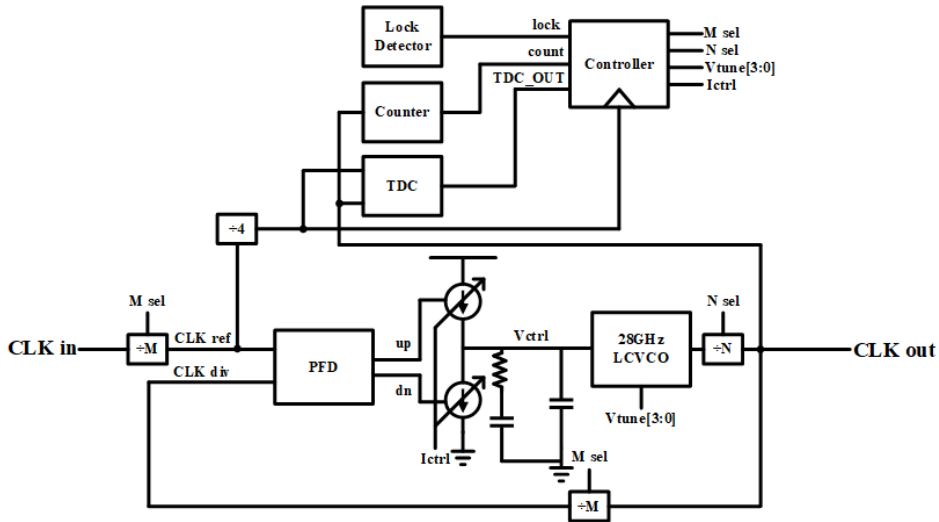 Lock
Detector
lock
count
TDC_OUT
Controller
M sel
N sel
Vtune[3:0]
Ictrl
Counter
TDC
÷4
M sel
CLK in
÷M
CLK ref
CLK div
PFD
up
dn
Ictrl
Vctrl
28GHz
LCVCO
Vtune[3:0]
N sel
÷N
CLK out
M sel
÷M